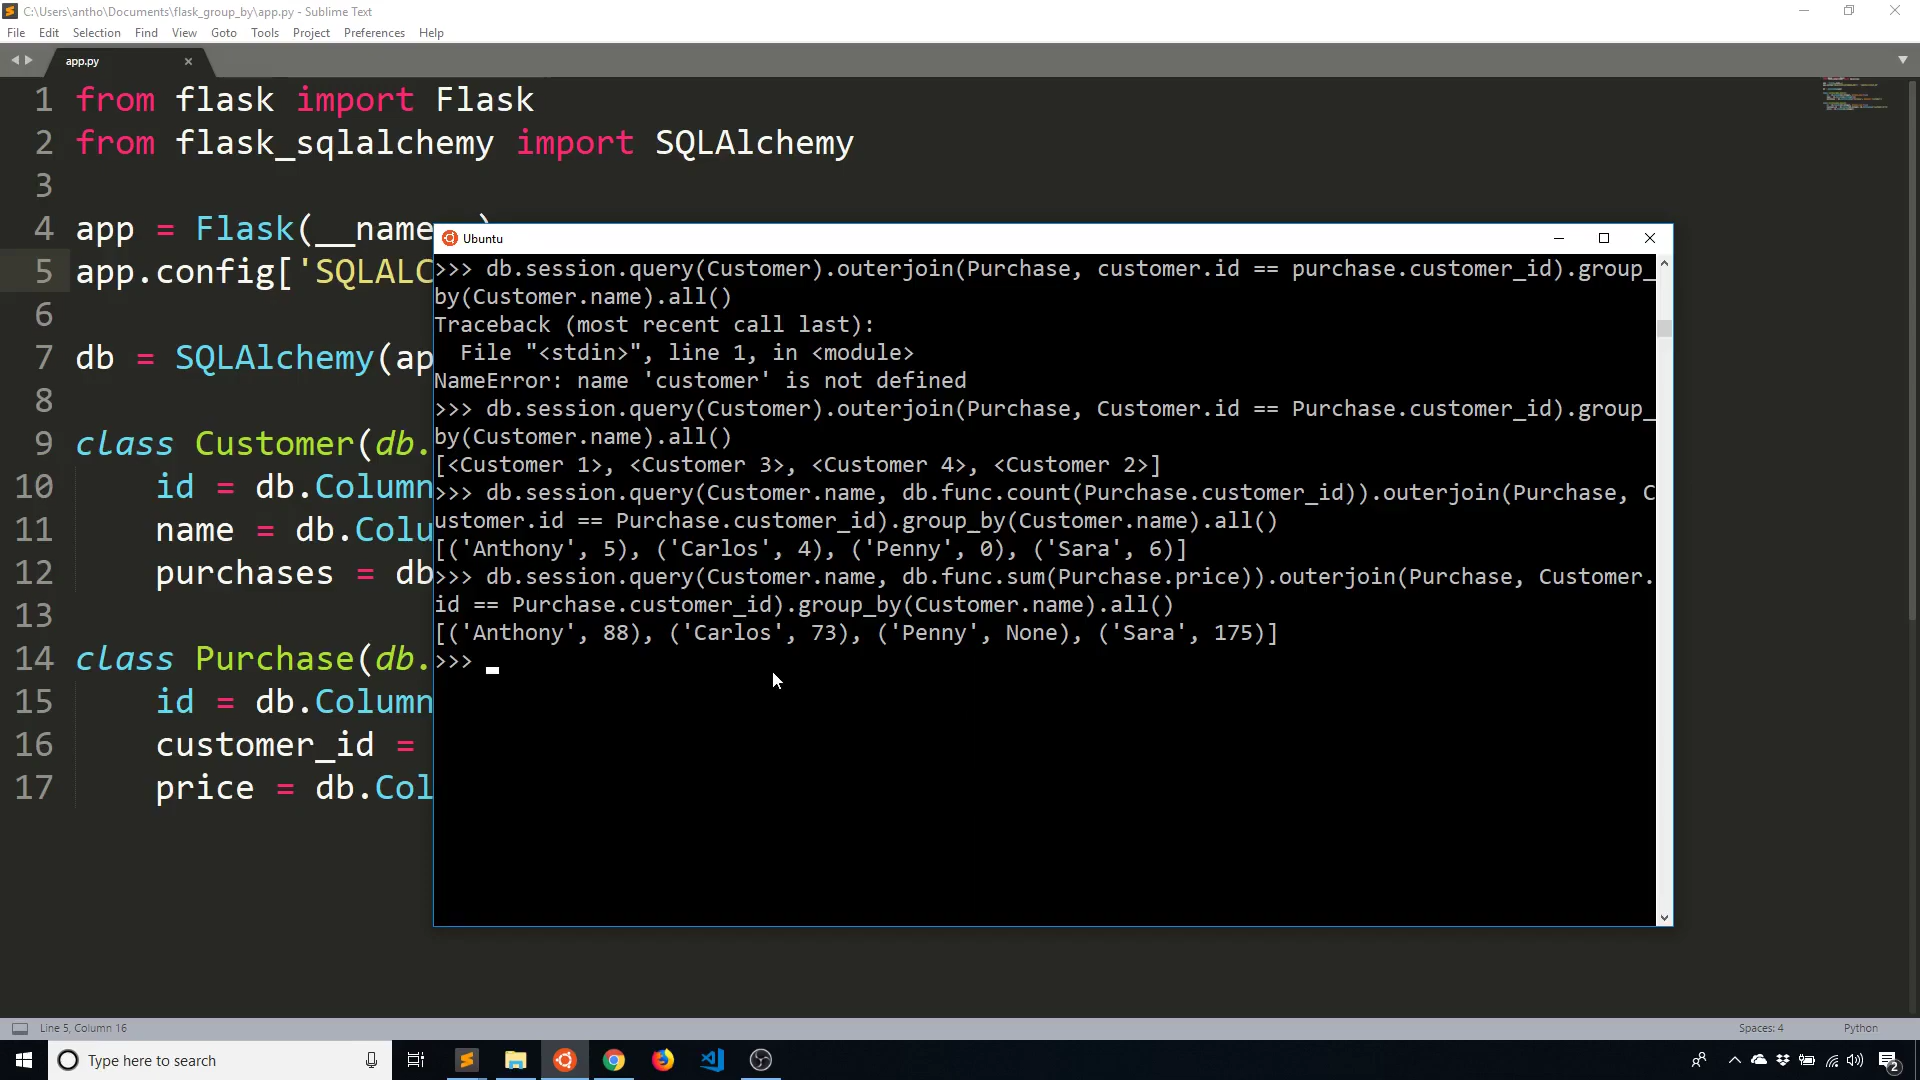 C:\Users\antho\Documents\flask_group_by\app.py - Sublime Text
File Edit Selection Find View Goto Tools Project Preferences Help
app.py
1 from flask import Flask
2 from flask_sqlalchemy import SQLAlchemy
3
4 app = Flask(__name
5 app.config['SQLALC
6
7 db = SQLAlchemy(ap
8
9 class Customer(db.
10 id = db.Column
11 name = db.Colu
12 purchases = db
13
14 class Purchase(db.
15 id = db.Column
16 customer_id =
17 price = db.Col
Ubuntu
>>> db.session.query(Customer).outerjoin(Purchase, customer.id == purchase.customer_id).group_
by(Customer.name).all()
Traceback (most recent call last):
File "<stdin>", line 1, in <module>
NameError: name 'customer' is not defined
>>> db.session.query(Customer).outerjoin(Purchase, Customer.id == Purchase.customer_id).group_
by(Customer.name).all()
[<Customer 1>, <Customer 3>, <Customer 4>, <Customer 2>]
>>> db.session.query(Customer.name, db.func.count(Purchase.customer_id)).outerjoin(Purchase, C
ustomer.id == Purchase.customer_id).group_by(Customer.name).all()
[('Anthony', 5), ('Carlos', 4), ('Penny', 0), ('Sara', 6)]
>>> db.session.query(Customer.name, db.func.sum(Purchase.price)).outerjoin(Purchase, Customer.
id == Purchase.customer_id).group_by(Customer.name).all()
[('Anthony', 88), ('Carlos', 73), ('Penny', None), ('Sara', 175)]
>>>
Line 5, Column 16
Spaces: 4
Python
Type here to search
2